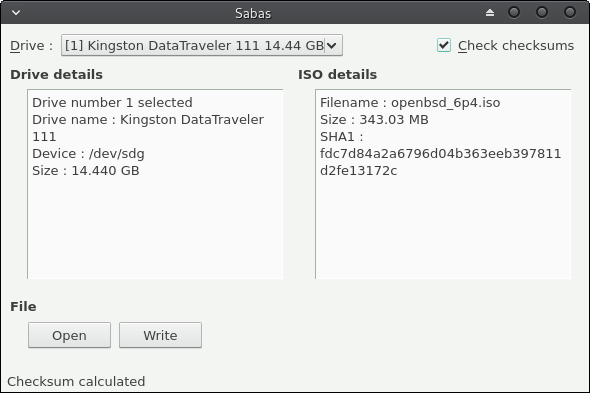 Sabas
Drive : [1] Kingston DataTraveler 111 14.44 GB Check checksums
Drive details
Drive number 1 selected
Drive name : Kingston DataTraveler
111
Device : /dev/sdg
Size : 14.440 GB
ISO details
Filename : openbsd_6p4.iso
Size : 343.03 MB
SHA1 :
fdc7d84a2a6796d04b363eeb397811
d2fe13172c
File
Open Write
Checksum calculated